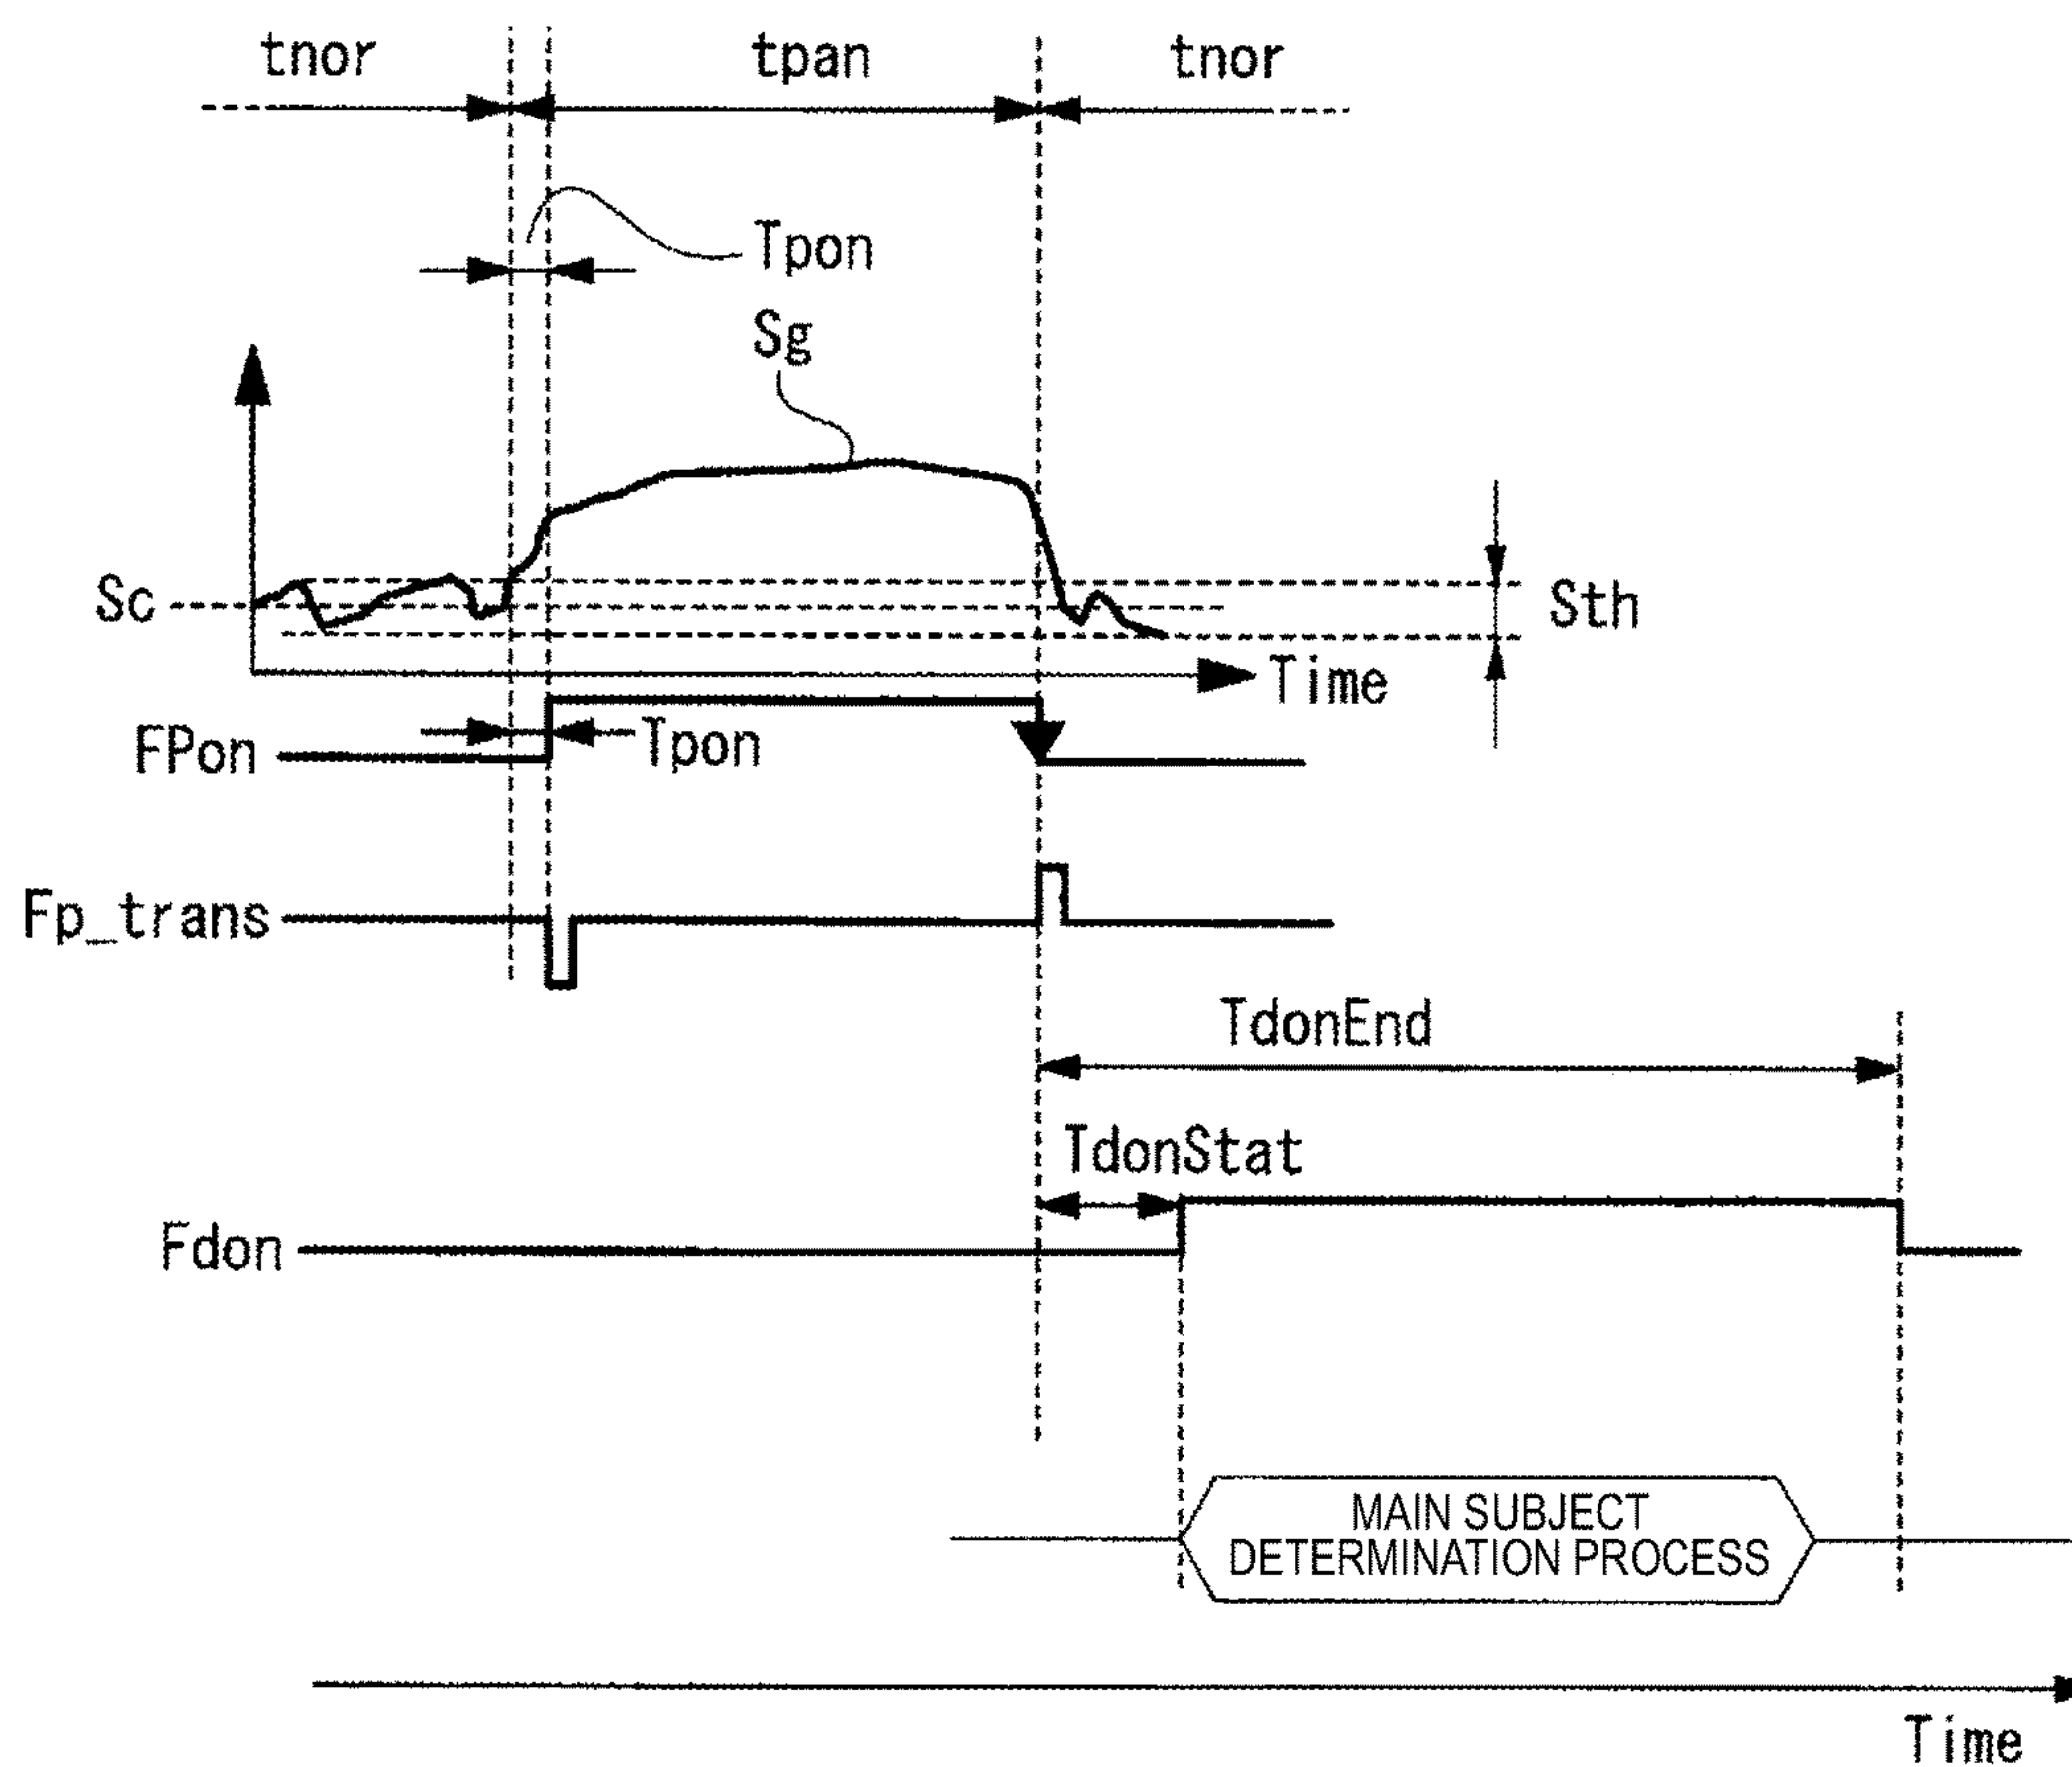 tnor tpan tnor
Tpon
Sg
Sc
Sth
Time
FPon
Tpon
Fp_trans
TdonEnd
TdonStat
Fdon
MAIN SUBJECT
DETERMINATION PROCESS
Time